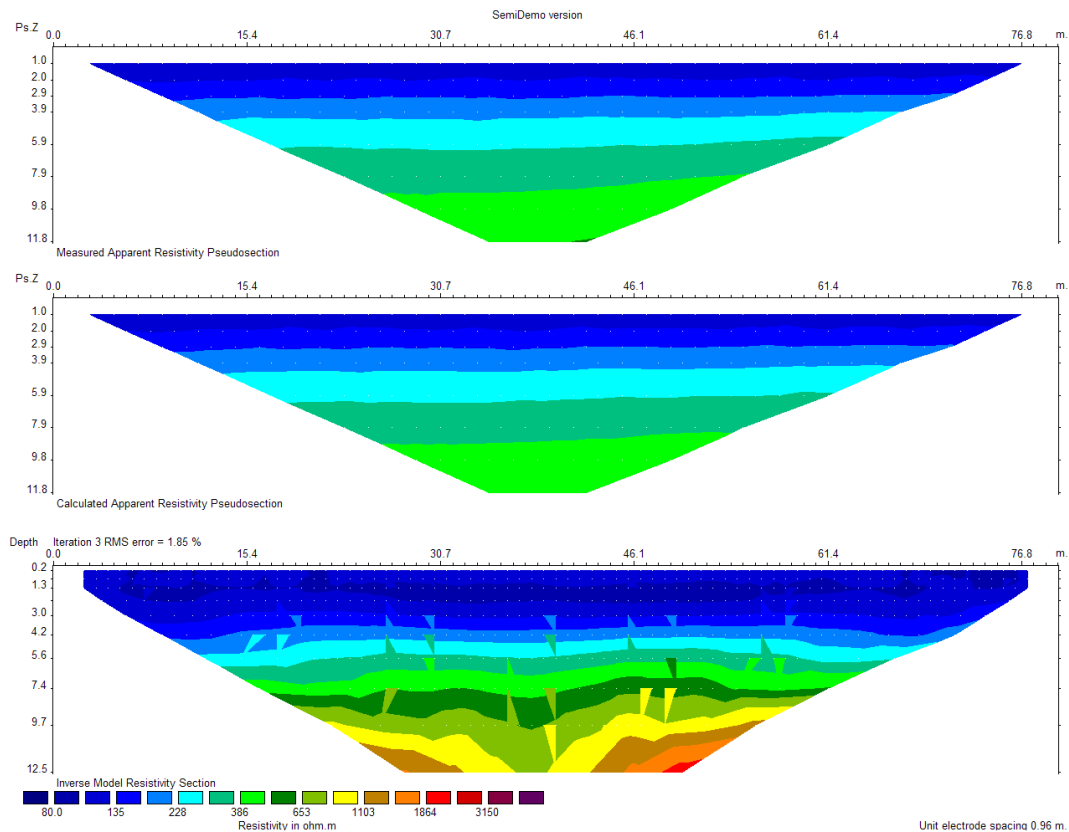 SemiDemo version
Ps.Z 0.0 15.4 30.7 46.1 61.4 76.8 m.
1.0
2.0
2.9
3.9
5.9
7.9
9.8
11.8
Measured Apparent Resistivity Pseudosection
Ps.Z 0.0 15.4 30.7 46.1 61.4 76.8 m.
1.0
2.0
2.9
3.9
5.9
7.9
9.8
11.8
Calculated Apparent Resistivity Pseudosection
Depth Iteration 3 RMS error = 1.85 %
0.0 15.4 30.7 46.1 61.4 76.8 m.
0.2
1.3
3.0
4.2
5.6
7.4
9.7
12.5
Inverse Model Resistivity Section
80.0 135 228 386 653 1103 1864 3150
Resistivity in ohm.m Unit electrode spacing 0.96 m.